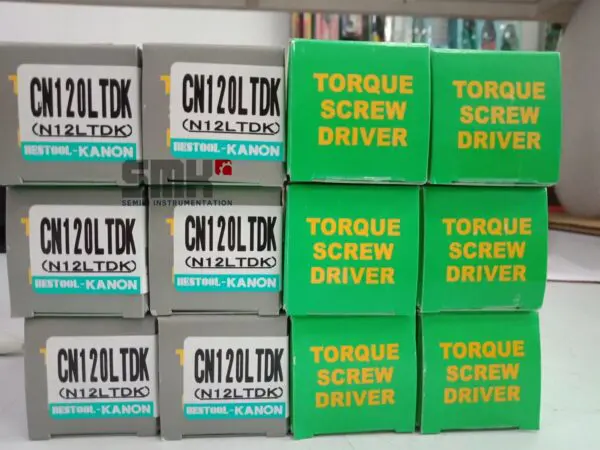 CN120LTDK
(N12LTDK)
BESTOOL-KANON
CN120LTDK
(N12LTDK)
BESTOOL-KANON
TORQUE
SCREW
DRIVER
TORQUE
SCREW
DRIVER
SMK
INSTRUMENTATION
CN120LTDK
(N12LTDK)
BESTOOL-KANON
CN120LTDK
(N12LTDK)
BESTOOL-KANON
TORQUE
SCREW
DRIVER
TORQUE
SCREW
DRIVER
CN120LTDK
(N12LTDK)
BESTOOL-KANON
CN120LTDK
(N12LTDK)
BESTOOL-KANON
TORQUE
SCREW
DRIVER
TORQUE
SCREW
DRIVER